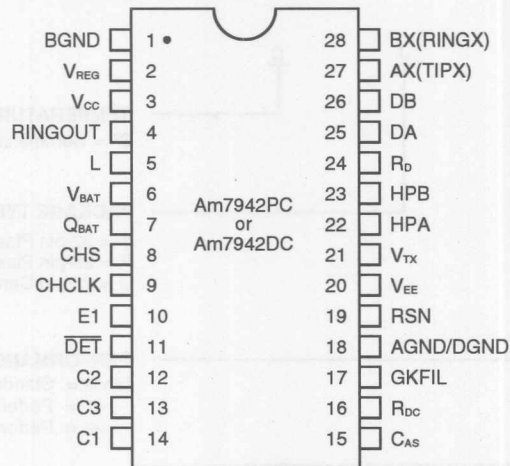 BGND 1 28 BX(RINGX)
VREG 2 27 AX(TIPX)
VCC 3 26 DB
RINGOUT 4 25 DA
L 5 24 RD
VBAT 6 23 HPB
QBAT 7 22 HPA
CHS 8 21 VTX
CHCLK 9 20 VEE
E1 10 19 RSN
DET 11 18 AGND/DGND
C2 12 17 GKFIL
C3 13 16 RDC
C1 14 15 CAS
Am7942PC
or
Am7942DC